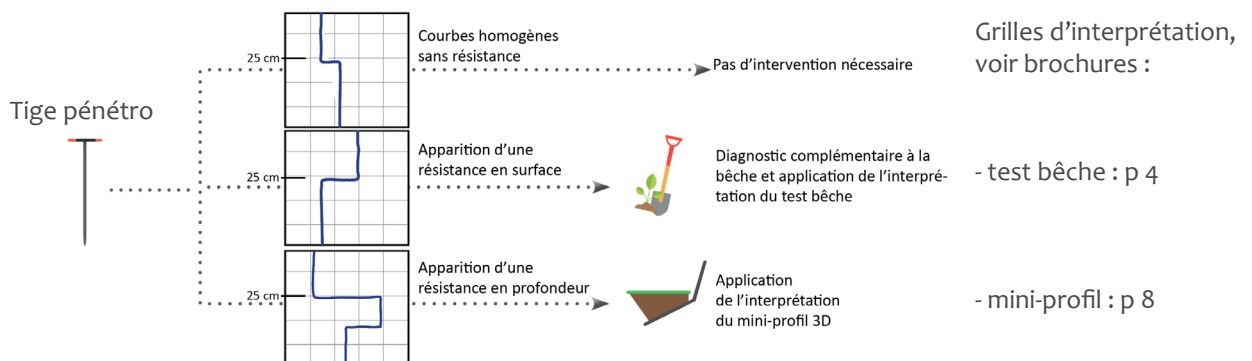 Tige pénétro
25 cm
Courbes homogènes
sans résistance
Pas d'intervention nécessaire
Grilles d'interprétation,
voir brochures :
25 cm
Apparition d'une
résistance en surface
Diagnostic complémentaire à la
bêche et application de l'interpré-
tation du test bêche
- test bêche : p 4
25 cm
Apparition d'une
résistance en profondeur
Application
de l'interprétation
du mini-profil 3D
- mini-profil : p 8